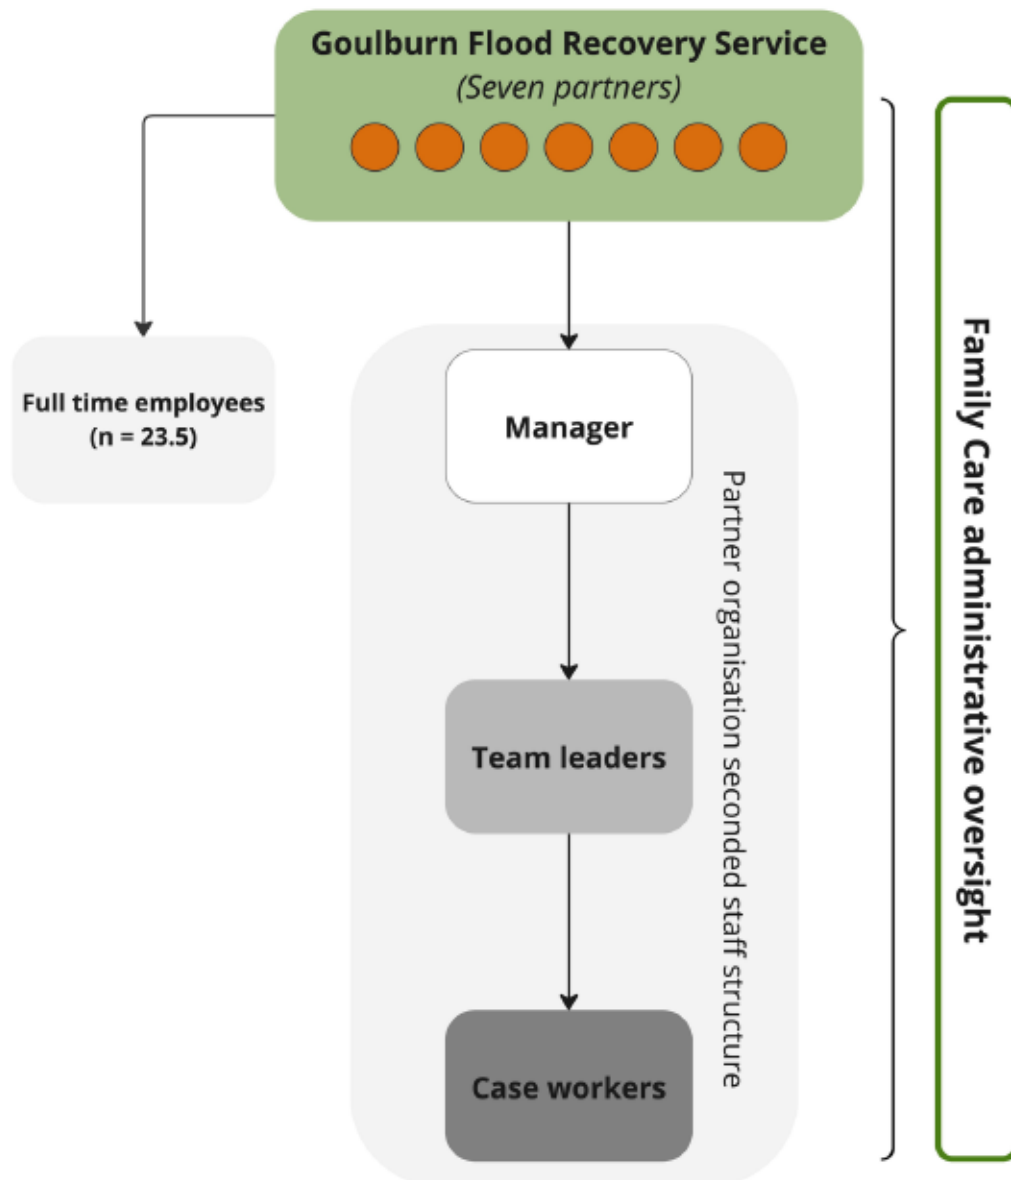 Goulburn Flood Recovery Service
(Seven partners)
Full time employees
(n = 23.5)
Manager
Team leaders
Case workers
Partner organisation seconded staff structure
Family Care administrative oversight